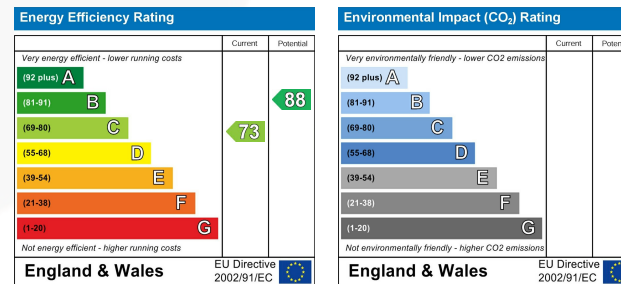 Energy Efficiency Rating
Current Potential
Very energy efficient - lower running costs
(92 plus) A
(81-91) B
88
(69-80) C
73
(55-68) D
(39-54) E
(21-38) F
(1-20) G
Not energy efficient - higher running costs
England & Wales
EU Directive
2002/91/EC
Environmental Impact (CO2) Rating
Current Poten
Very environmentally friendly - lower CO2 emissions
(92 plus) A
(81-91) B
(69-80) C
(55-68) D
(39-54) E
(21-38) F
(1-20) G
Not environmentally friendly - higher CO2 emissions
England & Wales
EU Directive
2002/91/EC